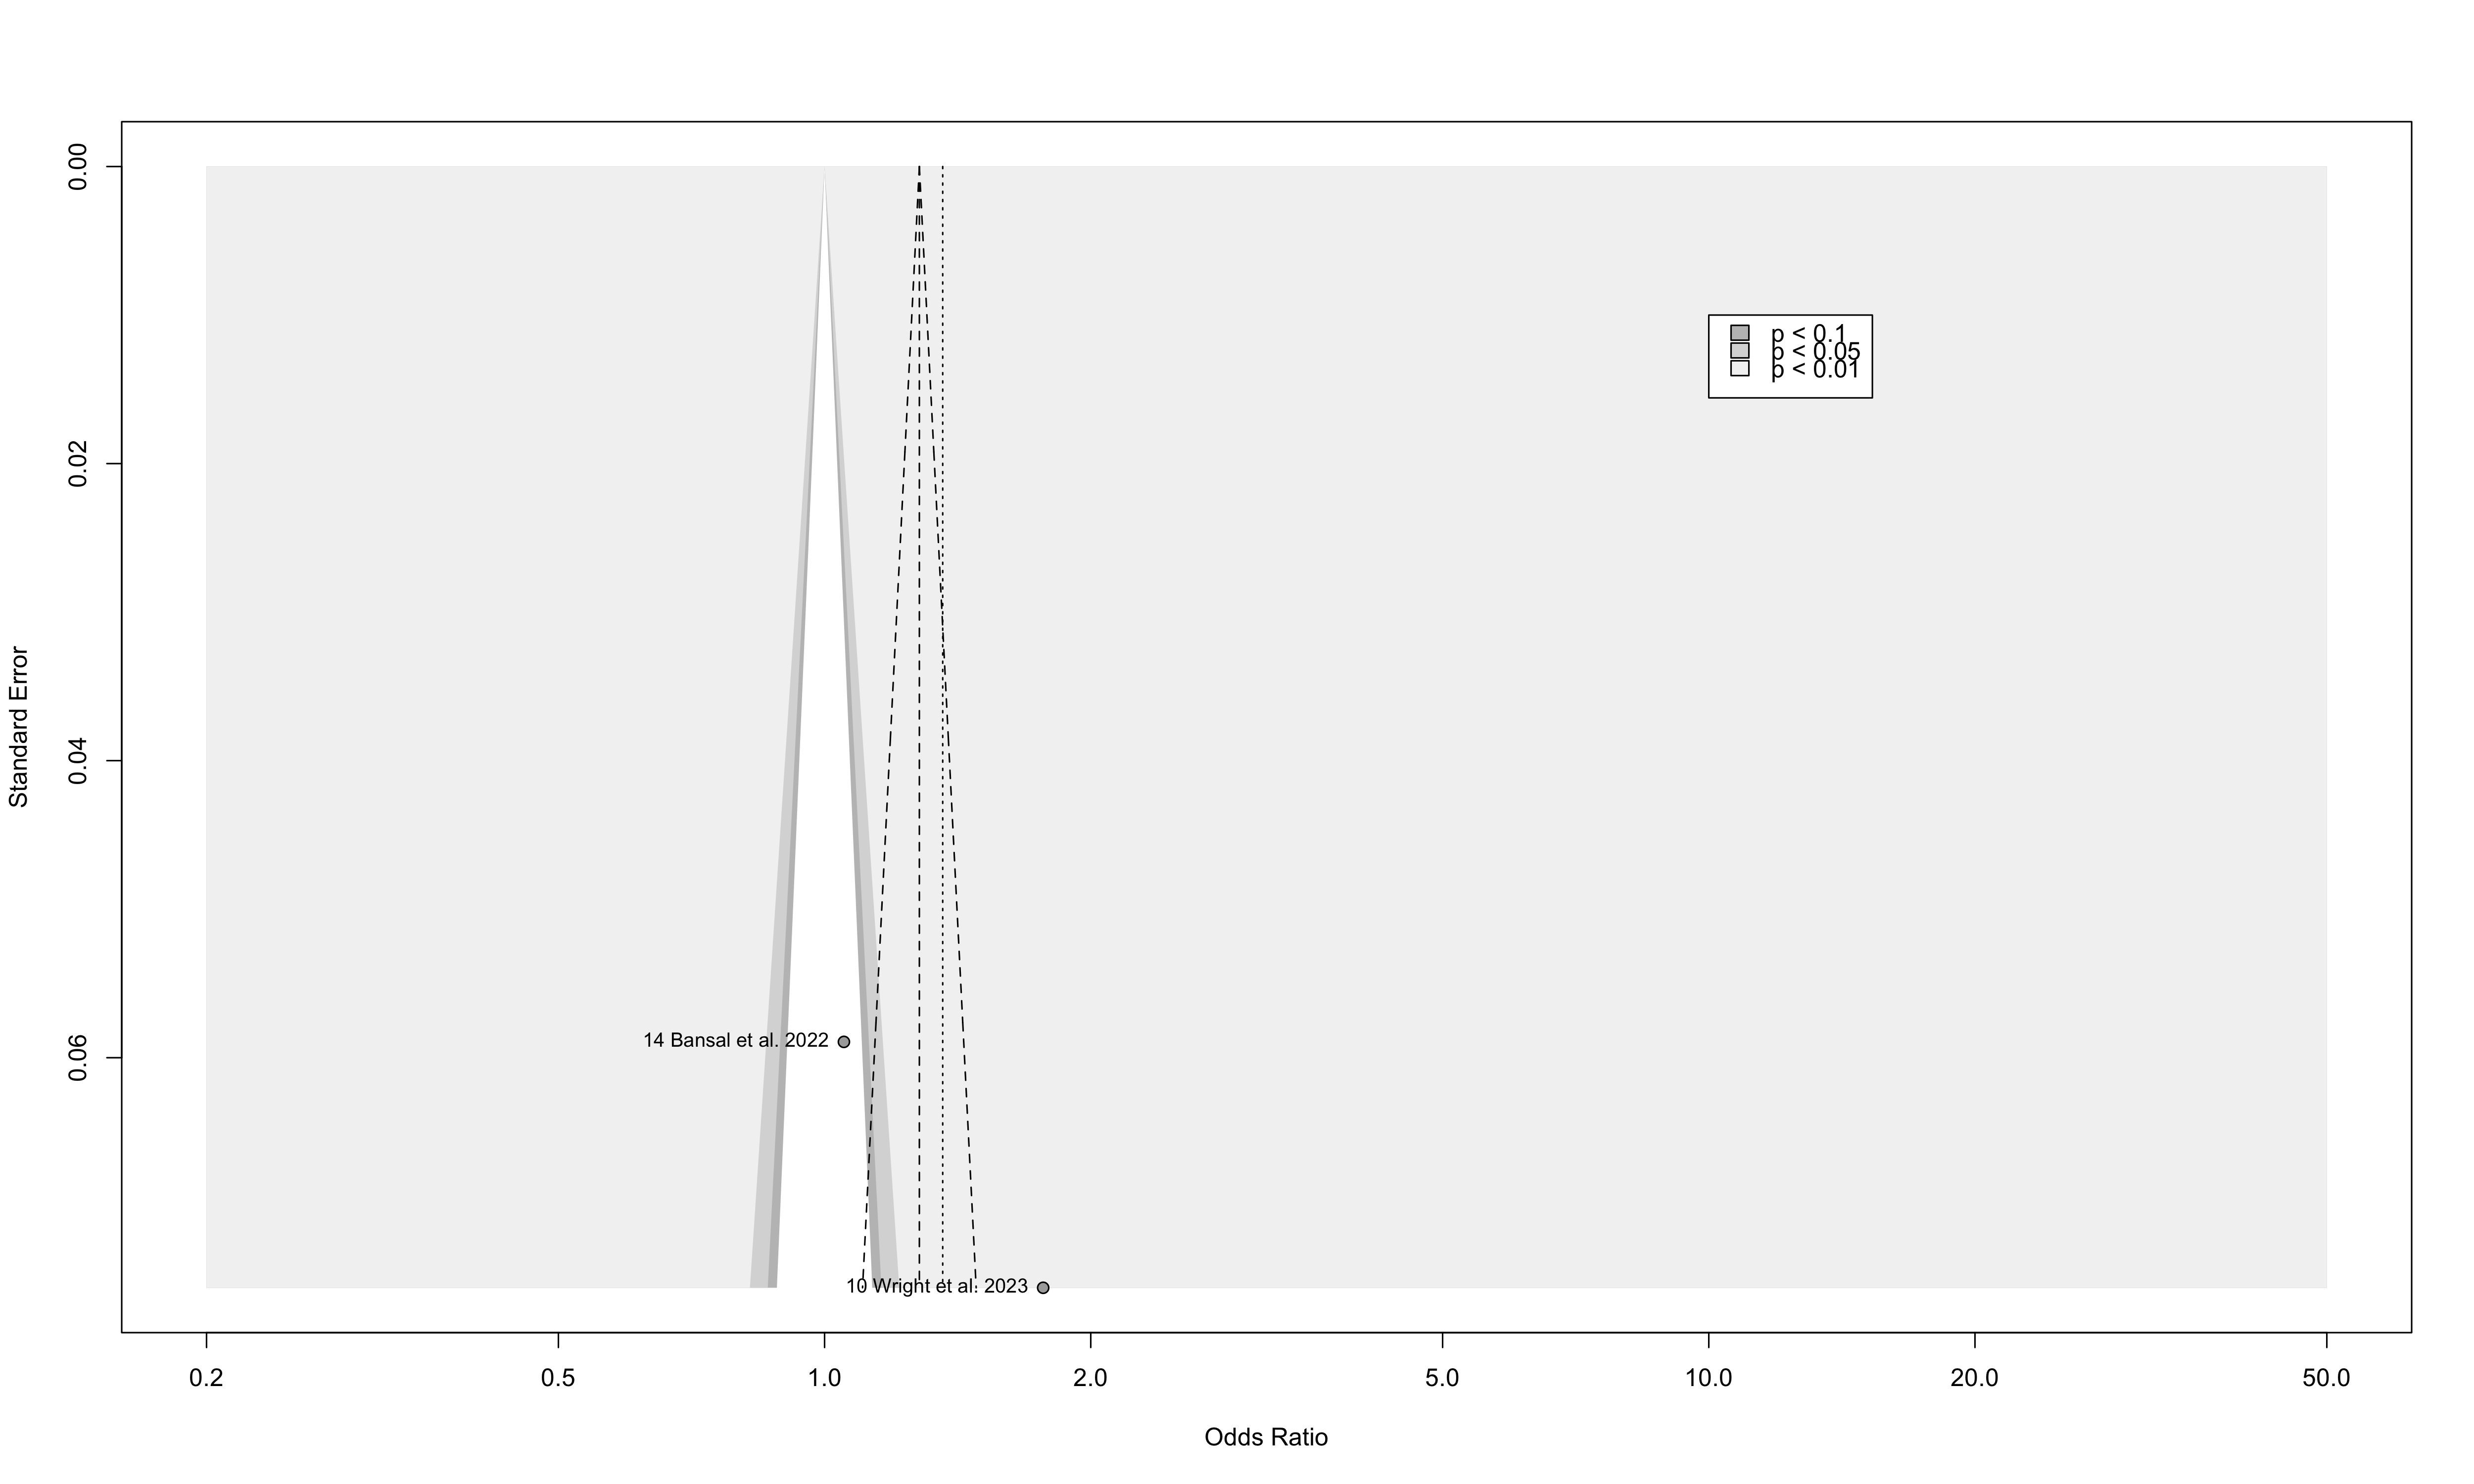 0.00
0.02
0.04
0.06
Standard Error
p < 0.1
p < 0.05
p < 0.01
14 Bansal et al. 2022
10 Wright et al. 2023
0.2 0.5 1.0 2.0 5.0 10.0 20.0 50.0
Odds Ratio